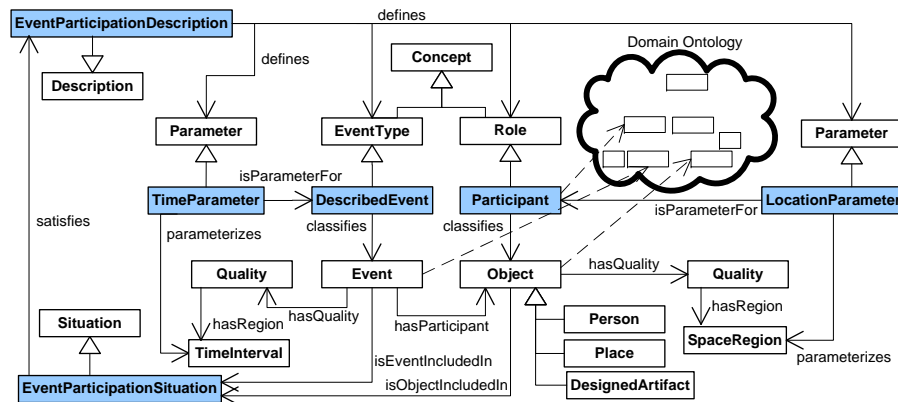 EventParticipationDescription
defines
Description
defines
Concept
Domain Ontology
Parameter
EventType
Role
Parameter
isParameterFor
TimeParameter
DescribedEvent
Participant
LocationParameter
isParameterFor
satisfies
parameterizes
classifies
classifies
Quality
Event
Object
hasQuality
Quality
hasRegion
hasQuality
hasParticipant
hasRegion
Situation
Person
TimeInterval
Place
SpaceRegion
isEventIncludedIn
parameterizes
EventParticipationSituation
isObjectIncludedIn
DesignedArtifact